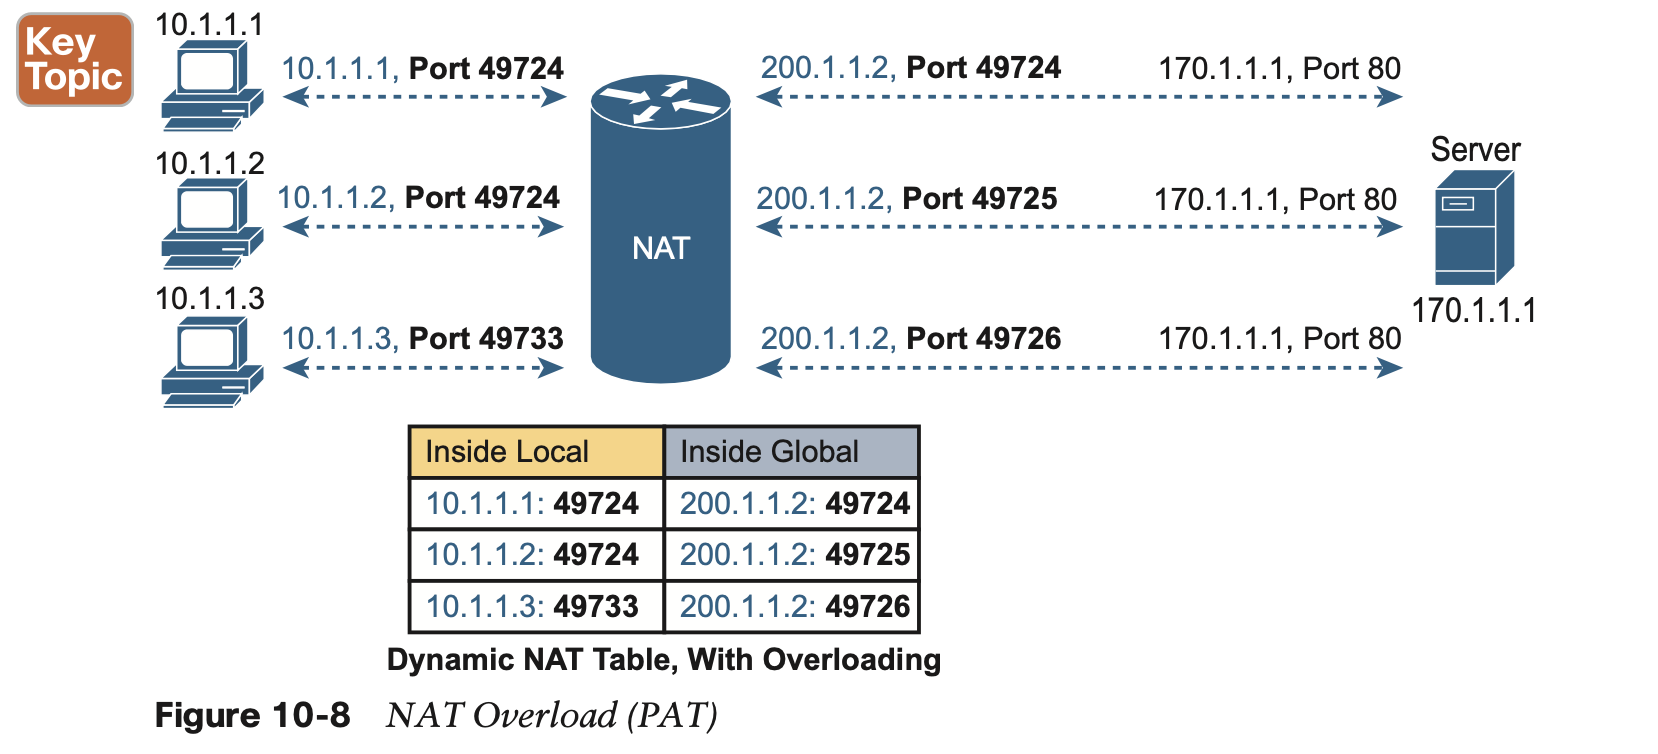 Key
Topic
10.1.1.1
10.1.1.1, Port 49724
200.1.1.2, Port 49724
170.1.1.1, Port 80
10.1.1.2
10.1.1.2, Port 49724
NAT
200.1.1.2, Port 49725
170.1.1.1, Port 80
Server
170.1.1.1
10.1.1.3
10.1.1.3, Port 49733
200.1.1.2, Port 49726
170.1.1.1, Port 80
Inside Local Inside Global
10.1.1.1: 49724 200.1.1.2: 49724
10.1.1.2: 49724 200.1.1.2: 49725
10.1.1.3: 49733 200.1.1.2: 49726
Dynamic NAT Table, With Overloading
Figure 10-8 NAT Overload (PAT)